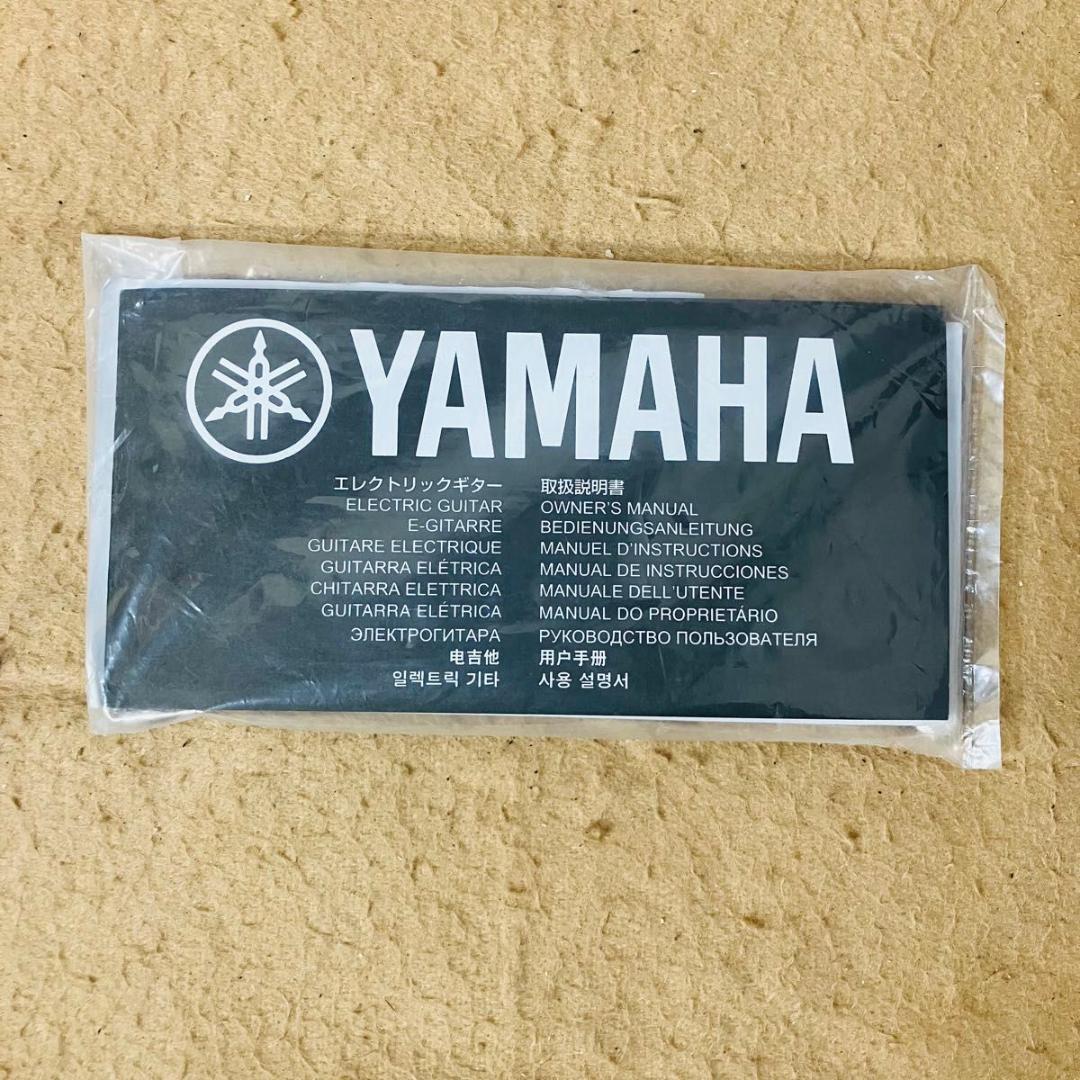 YAMAHA
エレクトリックギター 取扱説明書
ELECTRIC GUITAR OWNER'S MANUAL
E-GITARRE BEDIENUNGSANLEITUNG
GUITARE ELECTRIQUE MANUEL D'INSTRUCTIONS
GUITARRA ELÉTRICA MANUAL DE INSTRUCCIONES
CHITARRA ELETTRICA MANUALE DELL'UTENTE
GUITARRA ELÉTRICA MANUAL DO PROPRIETÁRIO
ЭЛЕКТРОГИТАРА РУКОВОДСТВО ПОЛЬЗОВАТЕЛЯ
电吉他 用户手册
일렉트릭 기타 사용 설명서